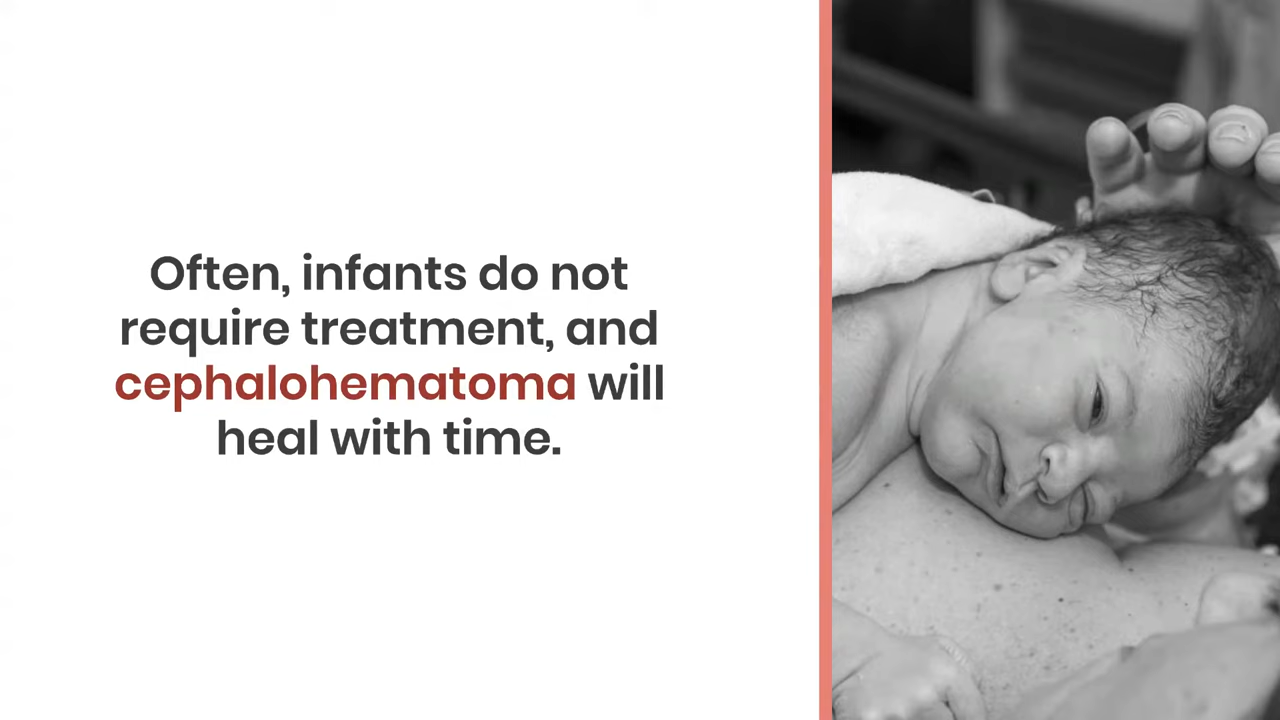 Often, infants do not
require treatment, and
cephalohematoma will
heal with time.